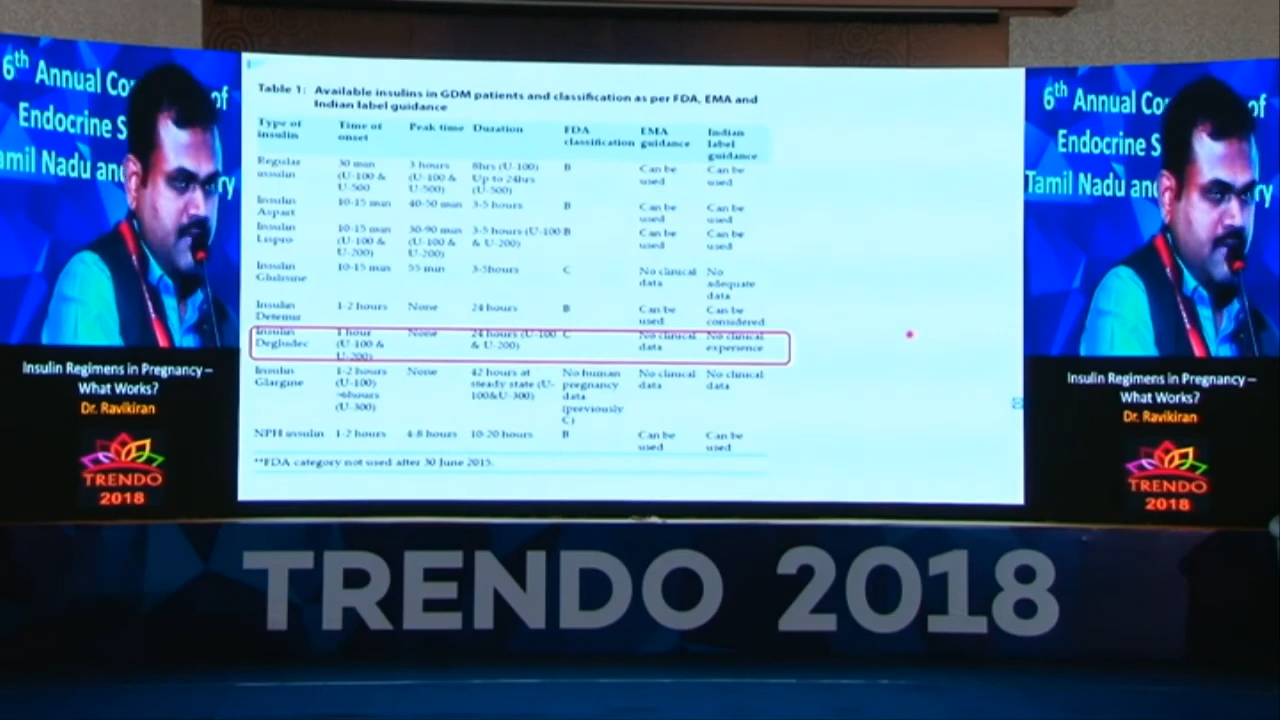 6th Annual Co of
Endocrine S
amil Nadu and ry
Insulin Regimens in Pregnancy –
What Works?
Dr. Ravikiran
TRENDO
2018
Table 1: Available insulins in GDM patients and classification as per FDA, EMA and
Indian label guidance
Type of insulin Time of onset Peak time Duration FDA classification EMA guidance Indian label guidance
Regular insulin 30 min (U-100 & U-500 3 hours (U-100 & U-500) 8hrs (U-100) Up to 24hrs (U-500) B Can be used Can be used
Insulin Aspart 10-15 min 40-50 min 3-5 hours B Can be used Can be used
Insulin Lispro 10-15 min (U-100 & U-200) 30-90 min (U-100 & U-200) 3-5 hours (U-100 & U-200) B Can be used Can be used
Insulin Glulisine 10-15 min 55 min 3-5hours C No clinical data No adequate data
Insulin Detemir 1-2 hours None 24 hours B Can be used Can be considered
Insulin Degludec 1 hour (U-100 & U-200) None 24 hours (U-100 & U-200) C No clinical data No clinical experience
Insulin Glargine 1-2 hours (U-100) >6hours (U-300) None 42 hours at steady state (U-100&U-300) No human pregnancy data (previously C) No clinical data No clinical data
NPH insulin 1-2 hours 4-8 hours 10-20 hours B Can be used Can be used
**FDA category not used after 30 June 2015.
6th Annual Co of
Endocrine S
Tamil Nadu and ry
Insulin Regimens in Pregnancy –
What Works?
Dr. Ravikiran
TRENDO
2018
TRENDO 2018